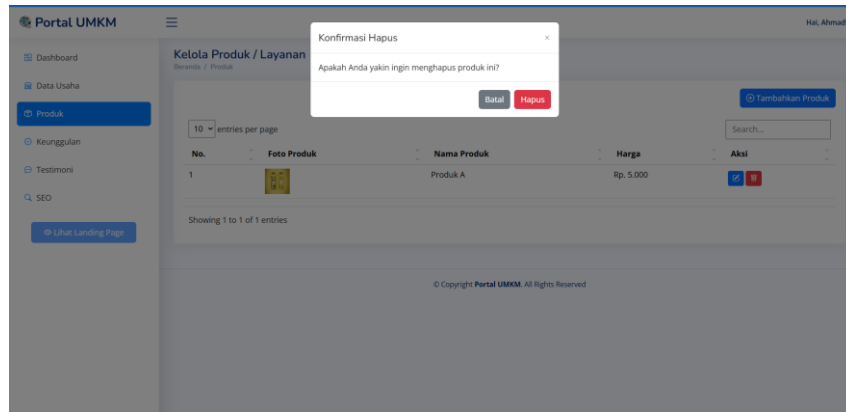 Portal UMKM
Hai, Ahmad
Dashboard
Data Usaha
Produk
Keunggulan
Testimoni
SEO
Lihat Landing Page
Kelola Produk / Layanan
Beranda / Produk
Konfirmasi Hapus
×
Apakah Anda yakin ingin menghapus produk ini?
Batal Hapus
Tambahkan Produk
10 entries per page
Search...
No. Foto Produk Nama Produk Harga Aksi
1 Produk A Rp. 5.000
Showing 1 to 1 of 1 entries
© Copyright Portal UMKM. All Rights Reserved